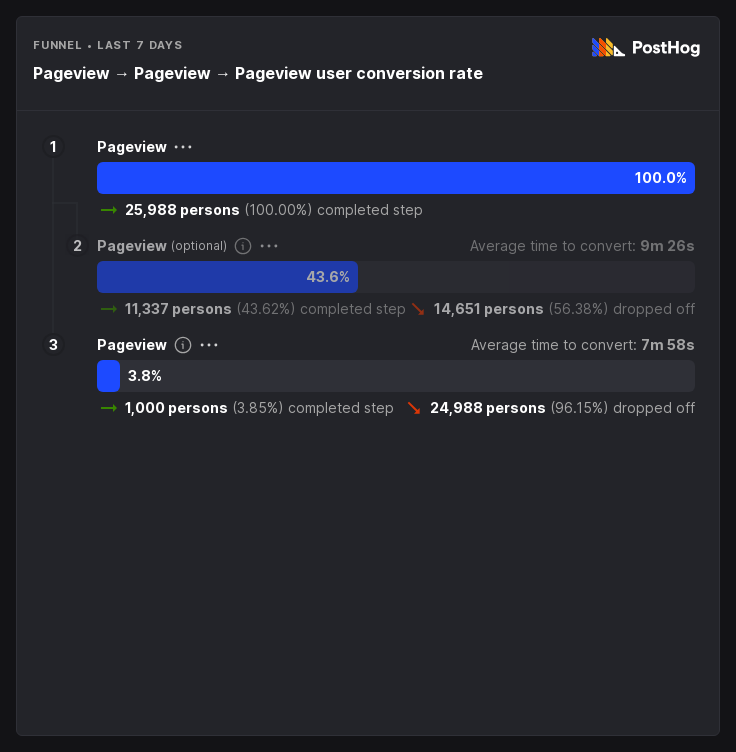 FUNNEL • LAST 7 DAYS
PostHog
Pageview → Pageview → Pageview user conversion rate
1 Pageview ···
100.0%
→ 25,988 persons (100.00%) completed step
2 Pageview (optional) ··· Average time to convert: 9m 26s
43.6%
→ 11,337 persons (43.62%) completed step ↘ 14,651 persons (56.38%) dropped off
3 Pageview ··· Average time to convert: 7m 58s
3.8%
→ 1,000 persons (3.85%) completed step ↘ 24,988 persons (96.15%) dropped off